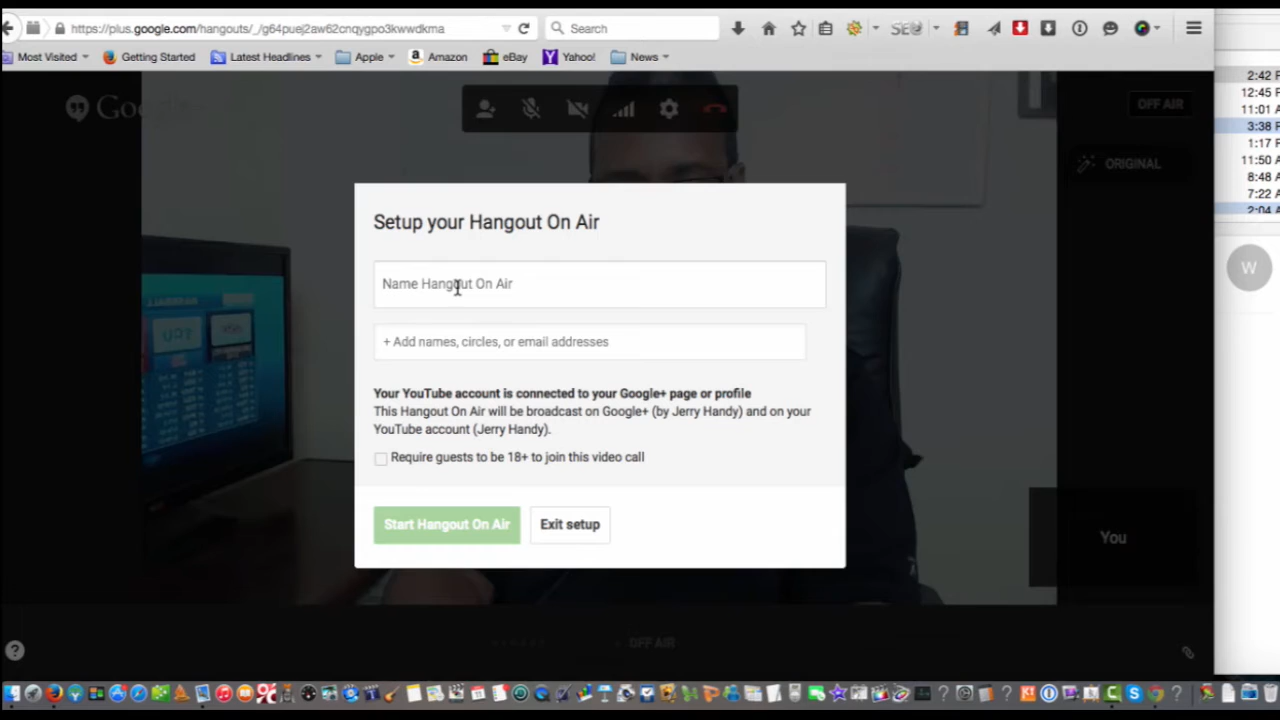 https://plus.google.com/hangouts/_/g64puej2aw62cnqygpo3kwwdkma
Search
Most Visited
Getting Started
Latest Headlines
Apple
Amazon
eBay
Yahoo!
News
2:42 P
12:45 P
11:01 A
3:38 P
1:17 P
11:50 A
8:48 A
7:22 A
2:04 A
Google+
OFF AIR
ORIGINAL
Setup your Hangout On Air
Name Hangout On Air
+ Add names, circles, or email addresses
Your YouTube account is connected to your Google+ page or profile
This Hangout On Air will be broadcast on Google+ (by Jerry Handy) and on your
YouTube account (Jerry Handy).
Require guests to be 18+ to join this video call
Start Hangout On Air
Exit setup
W
You
OFF AIR